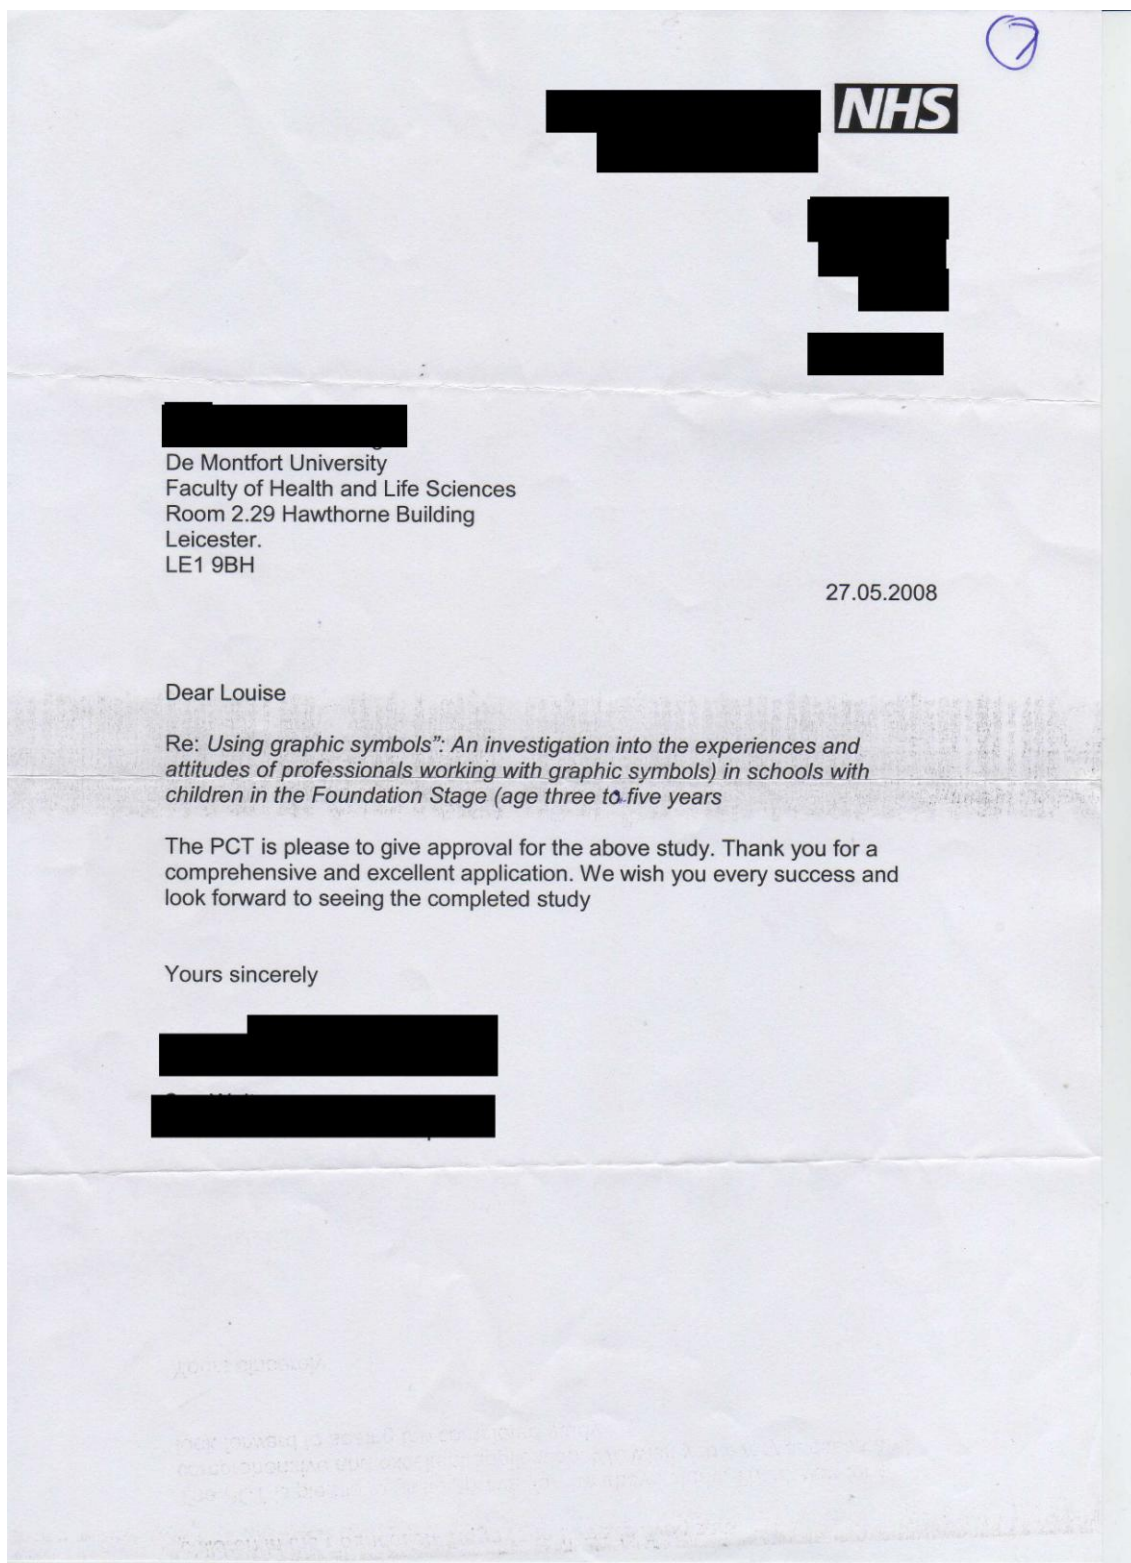 7
NHS
De Montfort University
Faculty of Health and Life Sciences
Room 2.29 Hawthorne Building
Leicester.
LE1 9BH
27.05.2008
Dear Louise
Re: Using graphic symbols”: An investigation into the experiences and
attitudes of professionals working with graphic symbols) in schools with
children in the Foundation Stage (age three to five years
The PCT is please to give approval for the above study. Thank you for a
comprehensive and excellent application. We wish you every success and
look forward to seeing the completed study
Yours sincerely